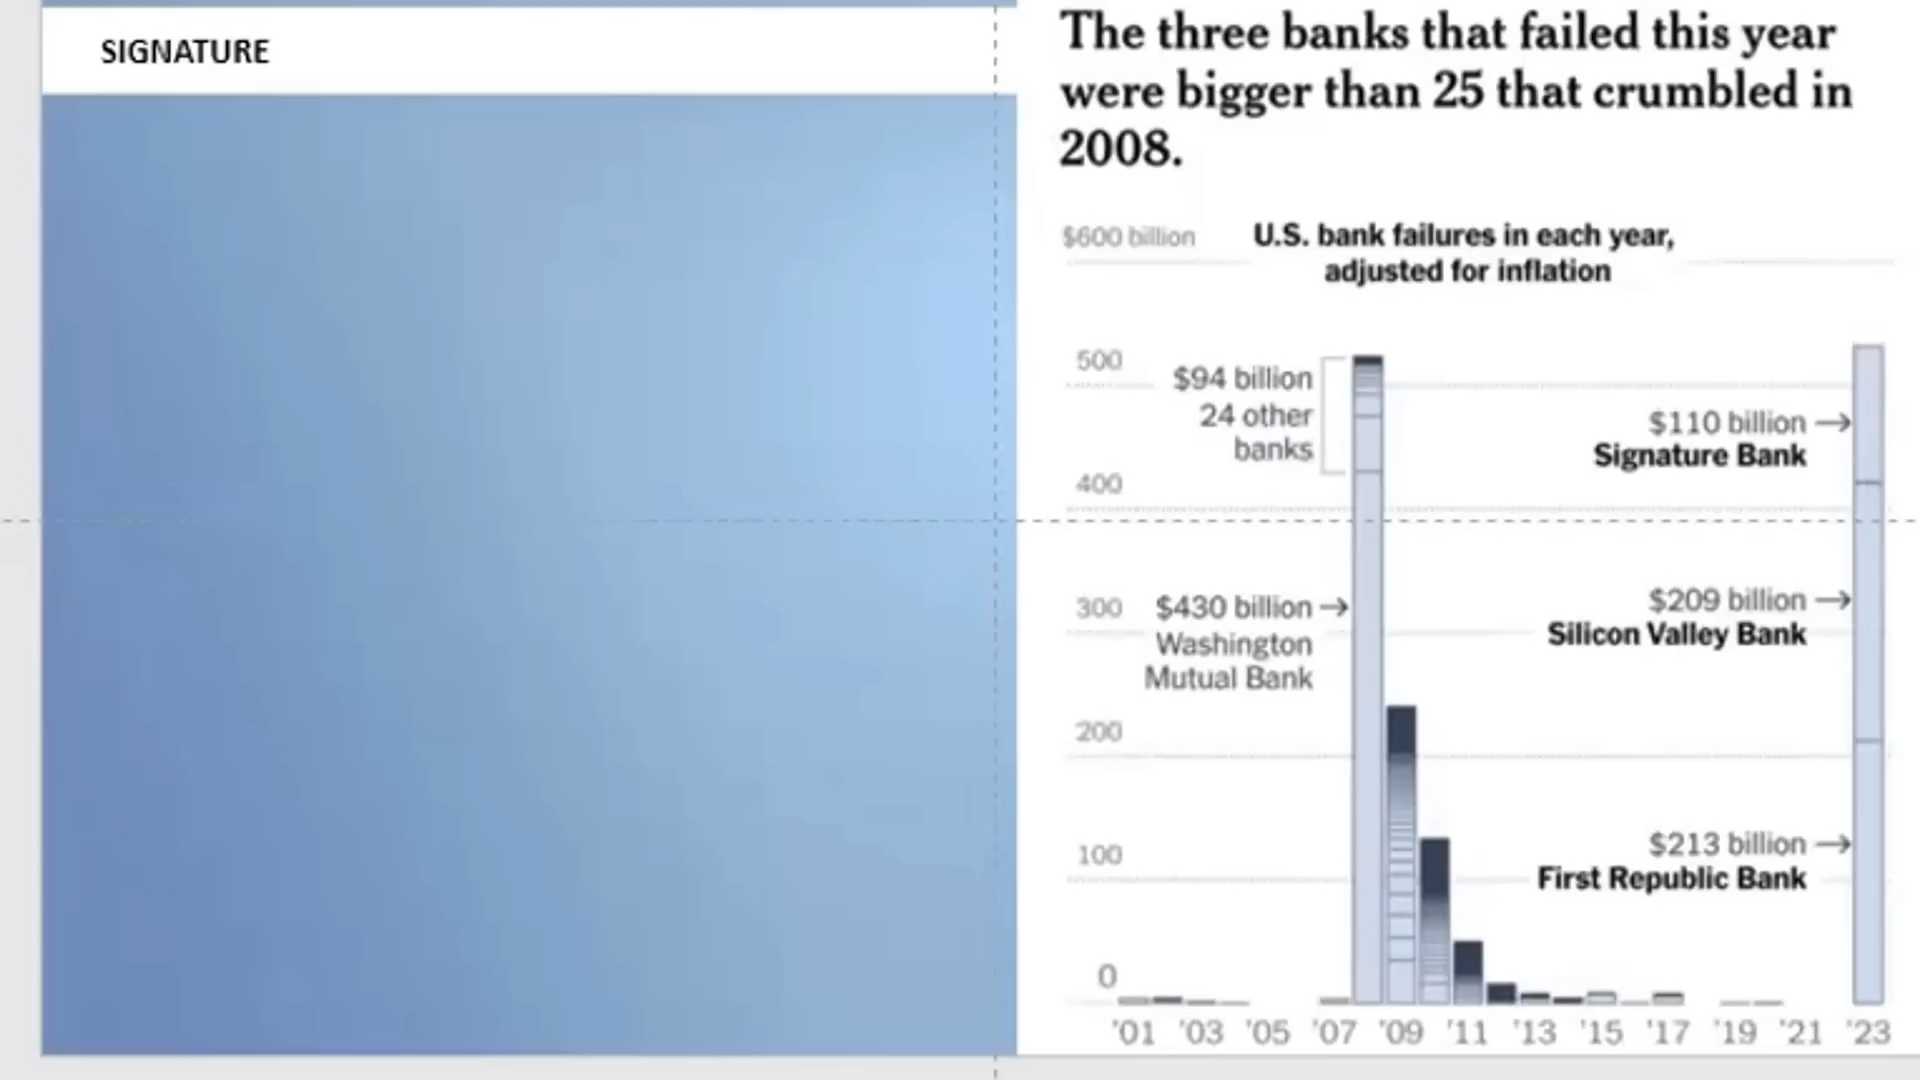 SIGNATURE
The three banks that failed this year
were bigger than 25 that crumbled in
2008.
$600 billion
U.S. bank failures in each year,
adjusted for inflation
500
$94 billion
24 other
banks
$110 billion →
Signature Bank
400
300
$430 billion →
Washington
Mutual Bank
$209 billion →
Silicon Valley Bank
200
100
$213 billion →
First Republic Bank
0
'01 '03 '05 '07 '09 '11 '13 '15 '17 '19 '21 '23